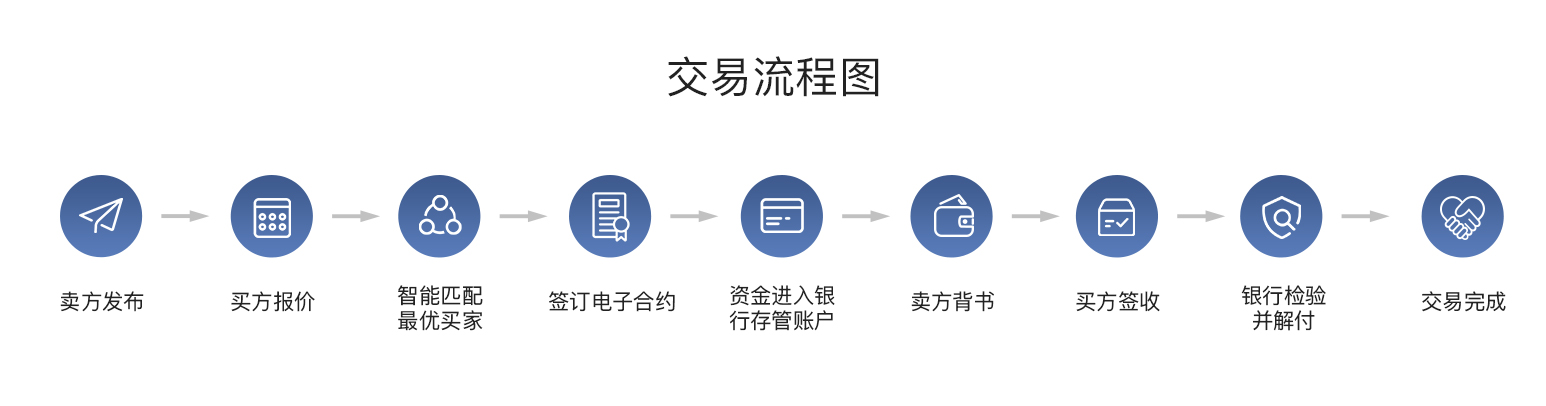 交易流程图
卖方发布
买方报价
智能匹配
最优买家
签订电子合约
资金进入银
行存管账户
卖方背书
买方签收
银行检验
并解付
交易完成